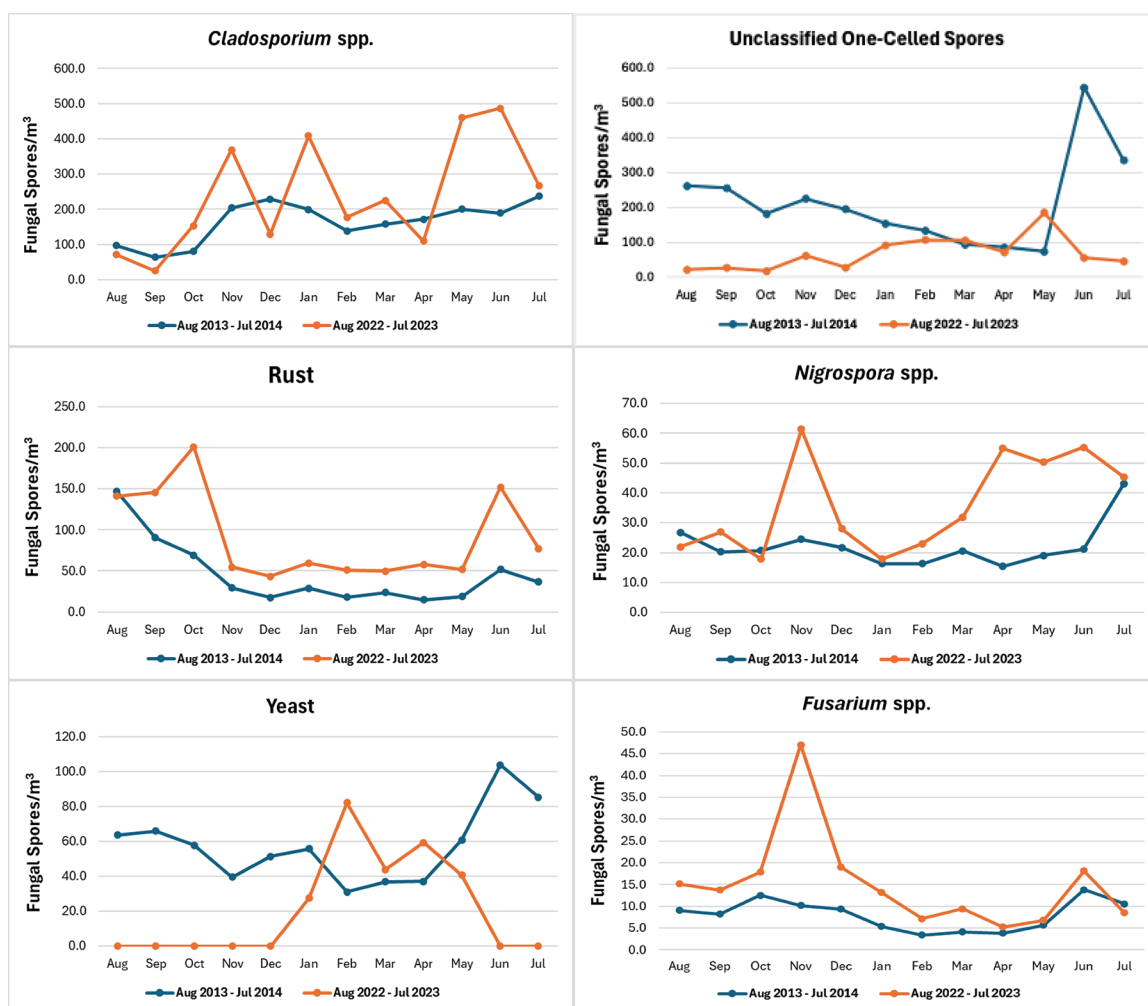 Cladosporium spp.
Fungal Spores/m³
600.0
500.0
400.0
300.0
200.0
100.0
0.0
Aug Sep Oct Nov Dec Jan Feb Mar Apr May Jun Jul
Aug 2013 - Jul 2014 Aug 2022 - Jul 2023
Unclassified One-Celled Spores
Fungal Spores/m³
600.0
500.0
400.0
300.0
200.0
100.0
0.0
Aug Sep Oct Nov Dec Jan Feb Mar Apr May Jun Jul
Aug 2013 - Jul 2014 Aug 2022 - Jul 2023
Rust
Fungal Spores/m³
250.0
200.0
150.0
100.0
50.0
0.0
Aug Sep Oct Nov Dec Jan Feb Mar Apr May Jun Jul
Aug 2013 - Jul 2014 Aug 2022 - Jul 2023
Nigrospora spp.
Fungal Spores/m³
70.0
60.0
50.0
40.0
30.0
20.0
10.0
0.0
Aug Sep Oct Nov Dec Jan Feb Mar Apr May Jun Jul
Aug 2013 - Jul 2014 Aug 2022 - Jul 2023
Yeast
Fungal Spores/m³
120.0
100.0
80.0
60.0
40.0
20.0
0.0
Aug Sep Oct Nov Dec Jan Feb Mar Apr May Jun Jul
Aug 2013 - Jul 2014 Aug 2022 - Jul 2023
Fusarium spp.
Fungal Spores/m³
50.0
45.0
40.0
35.0
30.0
25.0
20.0
15.0
10.0
5.0
0.0
Aug Sep Oct Nov Dec Jan Feb Mar Apr May Jun Jul
Aug 2013 - Jul 2014 Aug 2022 - Jul 2023